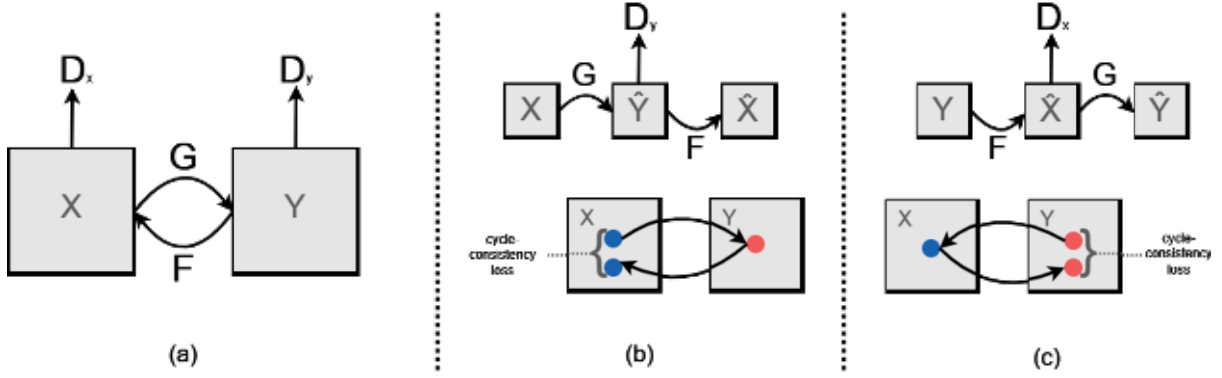 Dx Dy
G
X Y
F
(a)
Dy
G
X Ŷ X̂
F
X Y
cycle-
consistency
loss
(b)
Dx
G
Y X̂ Ŷ
F
X Y
cycle-
consistency
loss
(c)